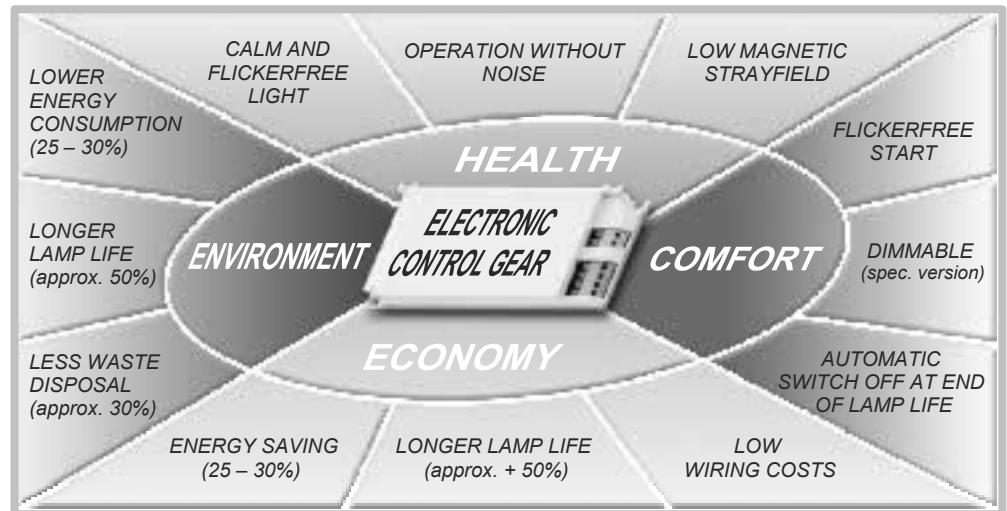 CALM AND
FLICKERFREE
LIGHT
OPERATION WITHOUT
NOISE
LOW MAGNETIC
STRAYFIELD
LOWER
ENERGY
CONSUMPTION
(25 – 30%)
FLICKERFREE
START
HEALTH
ELECTRONIC
CONTROL GEAR
ENVIRONMENT
COMFORT
LONGER
LAMP LIFE
(approx. 50%)
DIMMABLE
(spec. version)
ECONOMY
LESS WASTE
DISPOSAL
(approx. 30%)
AUTOMATIC
SWITCH OFF AT END
OF LAMP LIFE
ENERGY SAVING
(25 – 30%)
LONGER LAMP LIFE
(approx. + 50%)
LOW
WIRING COSTS